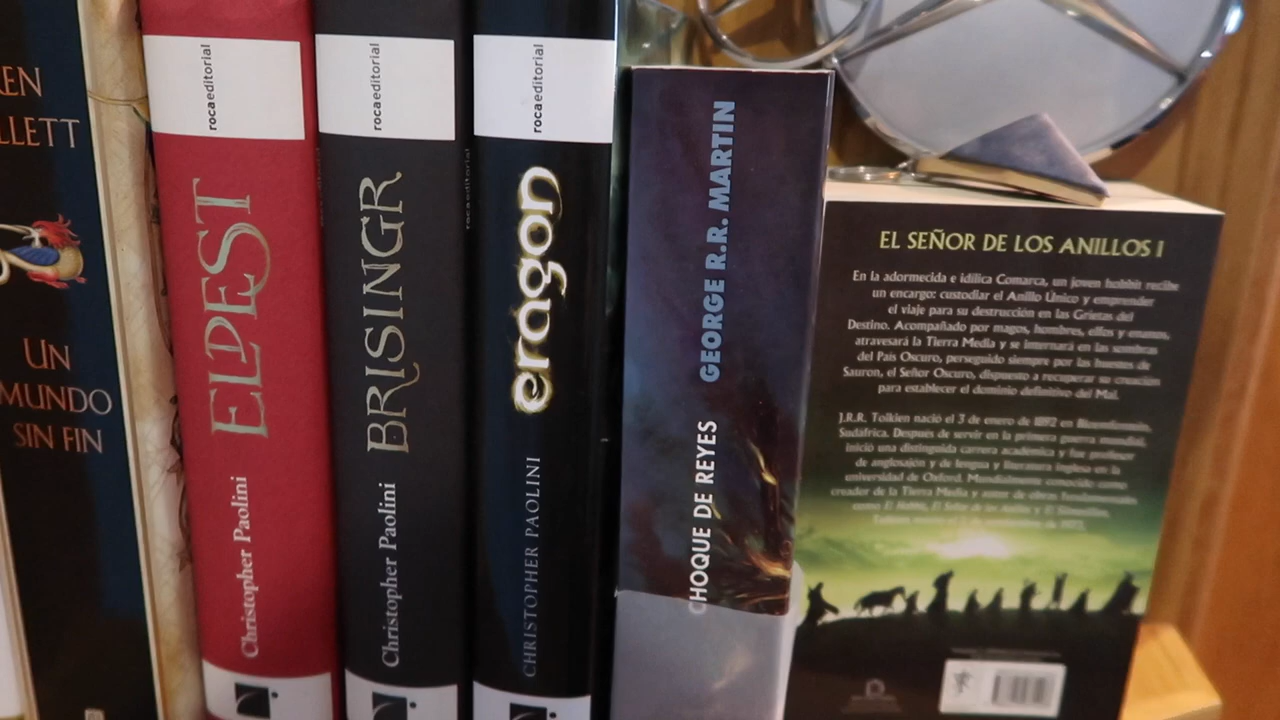 EN
LLETT
UN
MUNDO
SIN FIN
rocaeditorial
ELDEST
Christopher Paolini
rocaeditorial
BRISINGR
Christopher Paolini
rocaeditorial
rocaeditorial
eragon
CHRISTOPHER PAOLINI
GEORGE R.R. MARTIN
CHOQUE DE REYES
EL SEÑOR DE LOS ANILLOS I
En la adormecida e idílica Comarca, un joven hobbit recibe
un encargo: custodiar el Anillo Único y emprender
el viaje para su destrucción en las Grietas del
Destino. Acompañado por magos, hombres, elfos y enanos,
atravesará la Tierra Media y se internará en las sombras
del País Oscuro, perseguido siempre por las huestes de
Sauron, el Señor Oscuro, dispuesto a recuperar su creación
para establecer el dominio definitivo del Mal.
J.R.R. Tolkien nació el 3 de enero de 1892 en Bloemfontein,
Sudáfrica. Después de servir en la primera guerra mundial,
inició una distinguida carrera académica y fue profesor
de anglosajón y de lengua y literatura inglesa en la
universidad de Oxford. Mundialmente conocido como
creador de la Tierra Media y autor de obras fundamentales
como El Hobbit, El Señor de los Anillos y El Silmarillion,